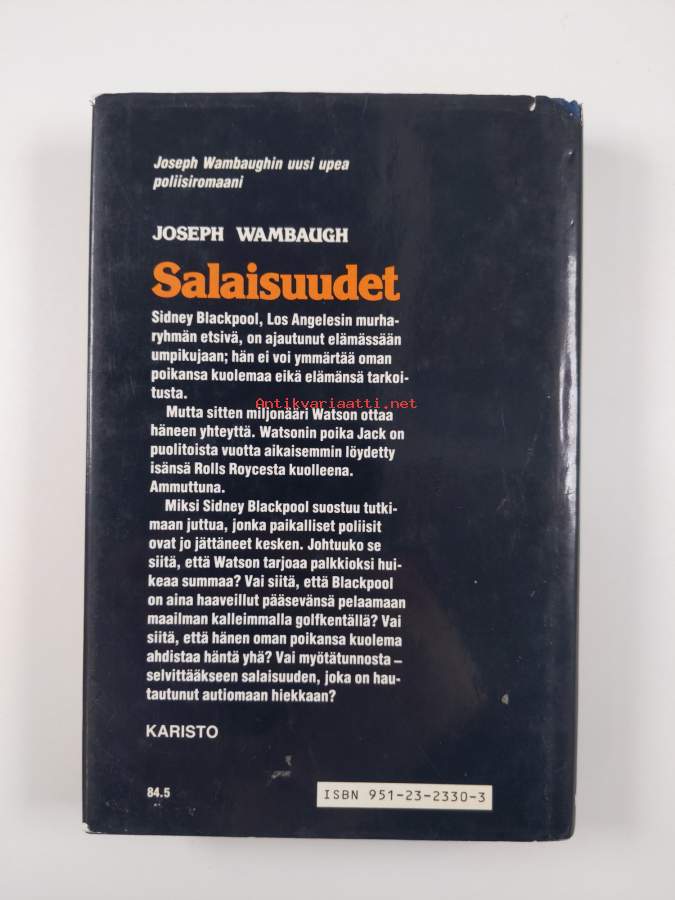 Joseph Wambaughin uusi upea
poliisiromaani
JOSEPH WAMBAUGH
Salaisuudet
Sidney Blackpool, Los Angelesin murha-
ryhmän etsivä, on ajautunut elämässään
umpikujaan; hän ei voi ymmärtää oman
poikansa kuolemaa eikä elämänsä tarkoi-
tusta.
Antikvariaatti.net
Mutta sitten miljonääri Watson ottaa
häneen yhteyttä. Watsonin poika Jack on
puolitoista vuotta aikaisemmin löydetty
isänsä Rolls Roycesta kuolleena.
Ammuttuna.
Miksi Sidney Blackpool suostuu tutki-
maan juttua, jonka paikalliset poliisit
ovat jo jättäneet kesken. Johtuuko se
siitä, että Watson tarjoaa palkkioksi hui-
keaa summaa? Vai siitä, että Blackpool
on aina haaveillut pääsevänsä pelaamaan
maailman kalleimmalla golfkentällä? Vai
siitä, että hänen oman poikansa kuolema
ahdistaa häntä yhä? Vai myötätunnosta –
selvittääkseen salaisuuden, joka on hau-
tautunut autiomaan hiekkaan?
KARISTO
84.5
ISBN 951-23-2330-3